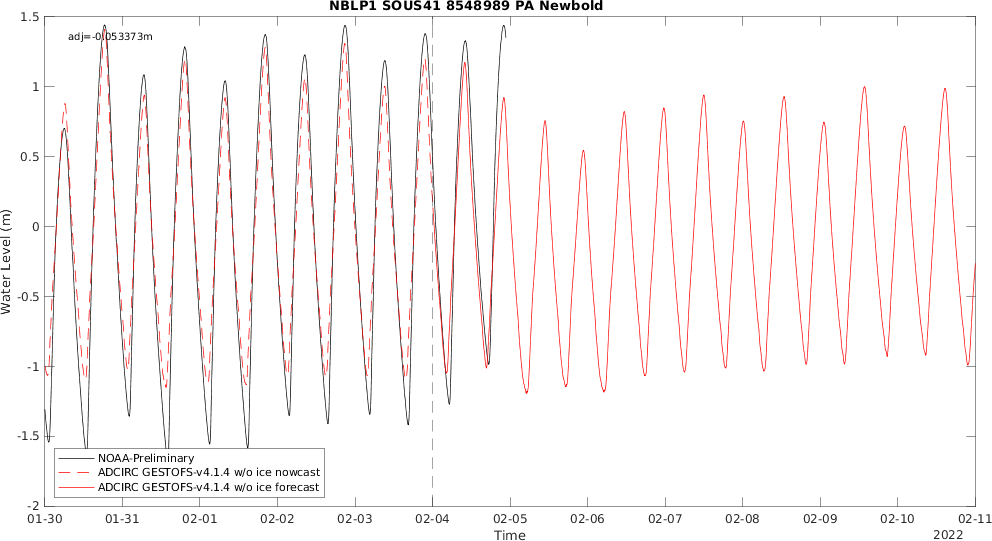 NBLP1 SOUS41 8548989 PA Newbold
adj=-0.053373m
1.5
1
0.5
0
-0.5
-1
-1.5
-2
Water Level (m)
NOAA-Preliminary
ADCIRC GESTOFS-v4.1.4 w/o ice nowcast
ADCIRC GESTOFS-v4.1.4 w/o ice forecast
01-30 01-31 02-01 02-02 02-03 02-04 02-05 02-06 02-07 02-08 02-09 02-10 02-11
Time
2022